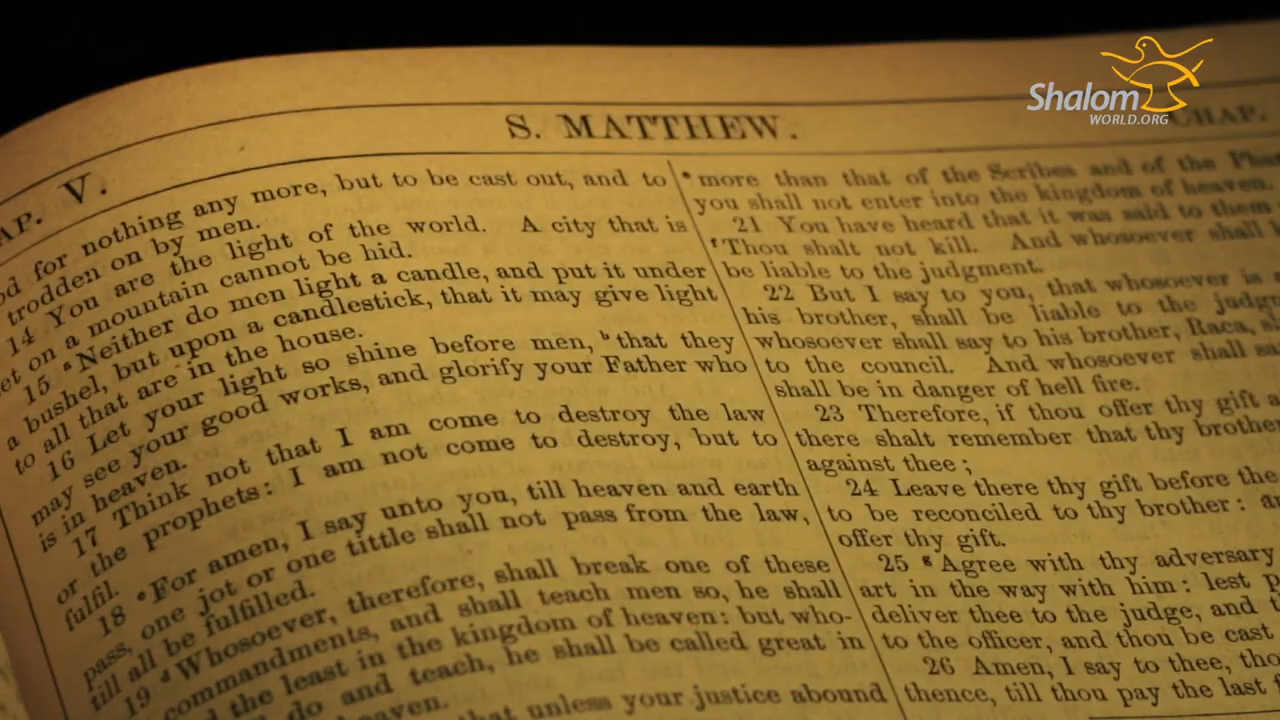 Shalom
WORLD.ORG
S. MATTHEW.
CHAP.
AP. V.
od for nothing any more, but to be cast out, and to
trodden on by men.
14 You are the light of the world. A city that is
et on a mountain cannot be hid.
15 a Neither do men light a candle, and put it under
a bushel, but upon a candlestick, that it may give light
to all that are in the house.
16 Let your light so shine before men, b that they
may see your good works, and glorify your Father who
is in heaven.
17 Think not that I am come to destroy the law
or the prophets: I am not come to destroy, but to
fulfil.
18 c For amen, I say unto you, till heaven and earth
pass, one jot or one tittle shall not pass from the law,
till all be fulfilled.
19 d Whosoever, therefore, shall break one of these
commandments, and shall teach men so, he shall
d the least in the kingdom of heaven: but who-
do and teach, he shall be called great in
heaven.
that unless your justice abound
e more than that of the Scribes and of the Phar
you shall not enter into the kingdom of heaven.
21 You have heard that it was said to them
f Thou shalt not kill. And whosoever shall
be liable to the judgment.
22 But I say to you, that whosoever is
his brother, shall be liable to the judg
whosoever shall say to his brother, Raca, s
to the council. And whosoever shall sa
shall be in danger of hell fire.
23 Therefore, if thou offer thy gift a
there shalt remember that thy brother
against thee;
24 Leave there thy gift before the
to be reconciled to thy brother: a
offer thy gift.
25 g Agree with thy adversary
art in the way with him: lest p
deliver thee to the judge, and t
to the officer, and thou be cast
26 Amen, I say to thee, tho
thence, till thou pay the last f